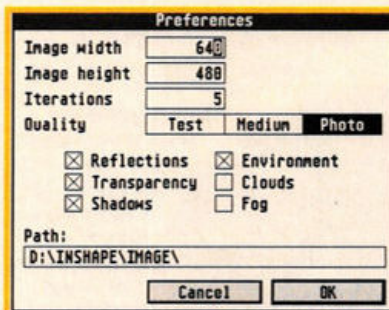 Preferences
Image width 640
Image height 480
Iterations 5
Quality Test Medium Photo
Reflections Environment
Transparency Clouds
Shadows Fog
Path:
D:\INSHAPE\IMAGE\
Cancel OK